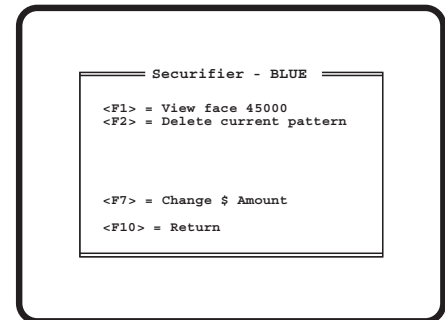 Securifier - BLUE
<F1> = View face 45000
<F2> = Delete current pattern
<F7> = Change $ Amount
<F10> = Return